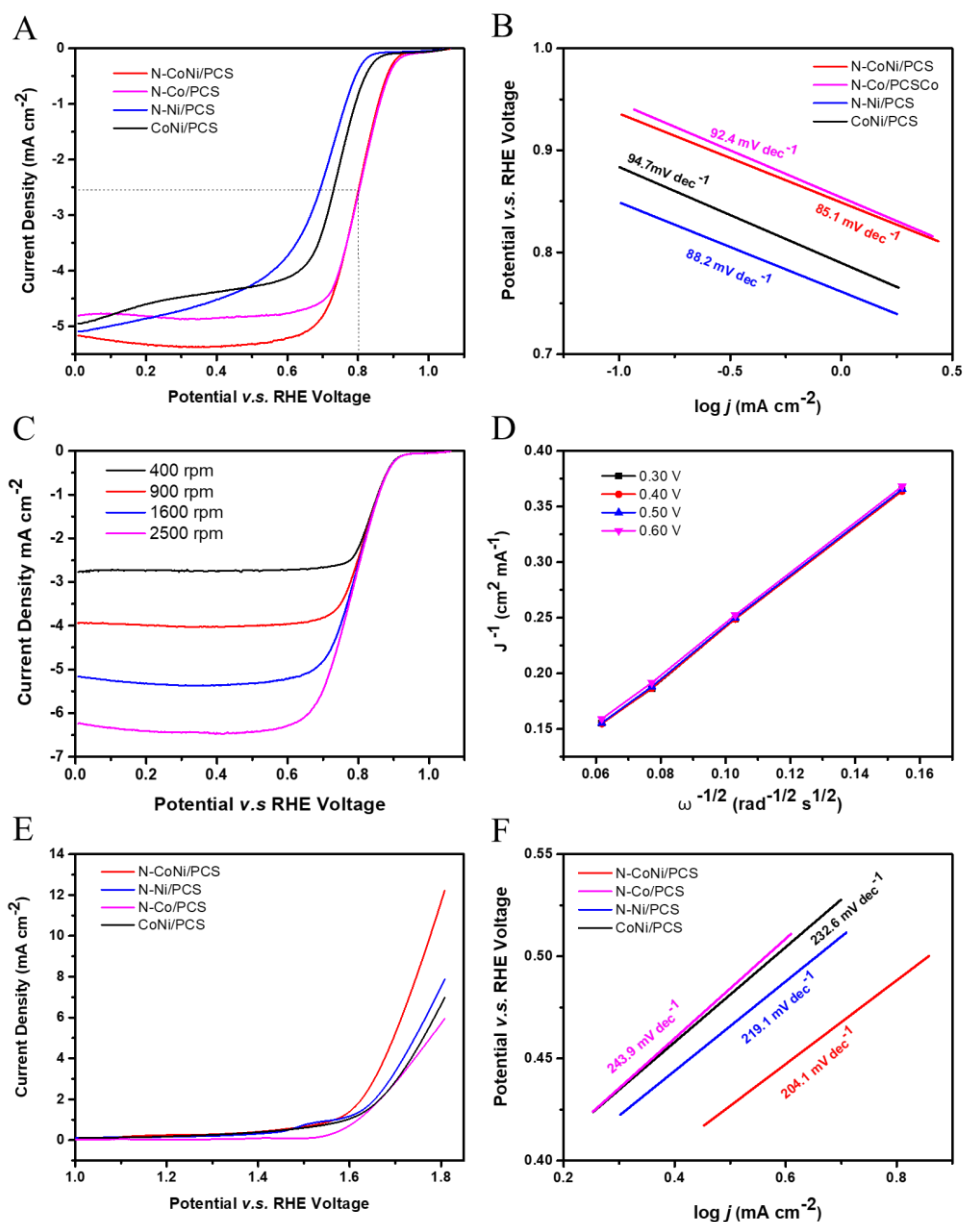 A
0
-1
-2
-3
-4
-5
0.0 0.2 0.4 0.6 0.8 1.0
Current Density (mA cm-2)
Potential v.s. RHE Voltage
N-CoNi/PCS
N-Co/PCS
N-Ni/PCS
CoNi/PCS
B
1.0
0.9
0.8
0.7
-1.0 -0.5 0.0 0.5
Potential v.s. RHE Voltage
log j (mA cm-2)
N-CoNi/PCS
N-Co/PCSCo
N-Ni/PCS
CoNi/PCS
92.4 mV dec-1
94.7mV dec-1
85.1 mV dec-1
88.2 mV dec-1
C
0
-1
-2
-3
-4
-5
-6
-7
0.0 0.2 0.4 0.6 0.8 1.0
Current Density mA cm-2
Potential v.s RHE Voltage
400 rpm
900 rpm
1600 rpm
2500 rpm
D
0.40
0.35
0.30
0.25
0.20
0.15
0.06 0.08 0.10 0.12 0.14 0.16
J-1 (cm2 mA-1)
ω-1/2 (rad-1/2 s1/2)
0.30 V
0.40 V
0.50 V
0.60 V
E
14
12
10
8
6
4
2
0
1.0 1.2 1.4 1.6 1.8
Current Density (mA cm-2)
Potential v.s. RHE Voltage
N-CoNi/PCS
N-Ni/PCS
N-Co/PCS
CoNi/PCS
F
0.55
0.50
0.45
0.40
0.2 0.4 0.6 0.8
Potential v.s. RHE Voltage
log j (mA cm-2)
N-CoNi/PCS
N-Co/PCS
N-Ni/PCS
CoNi/PCS
232.6 mV dec-1
243.9 mV dec-1
219.1 mV dec-1
204.1 mV dec-1